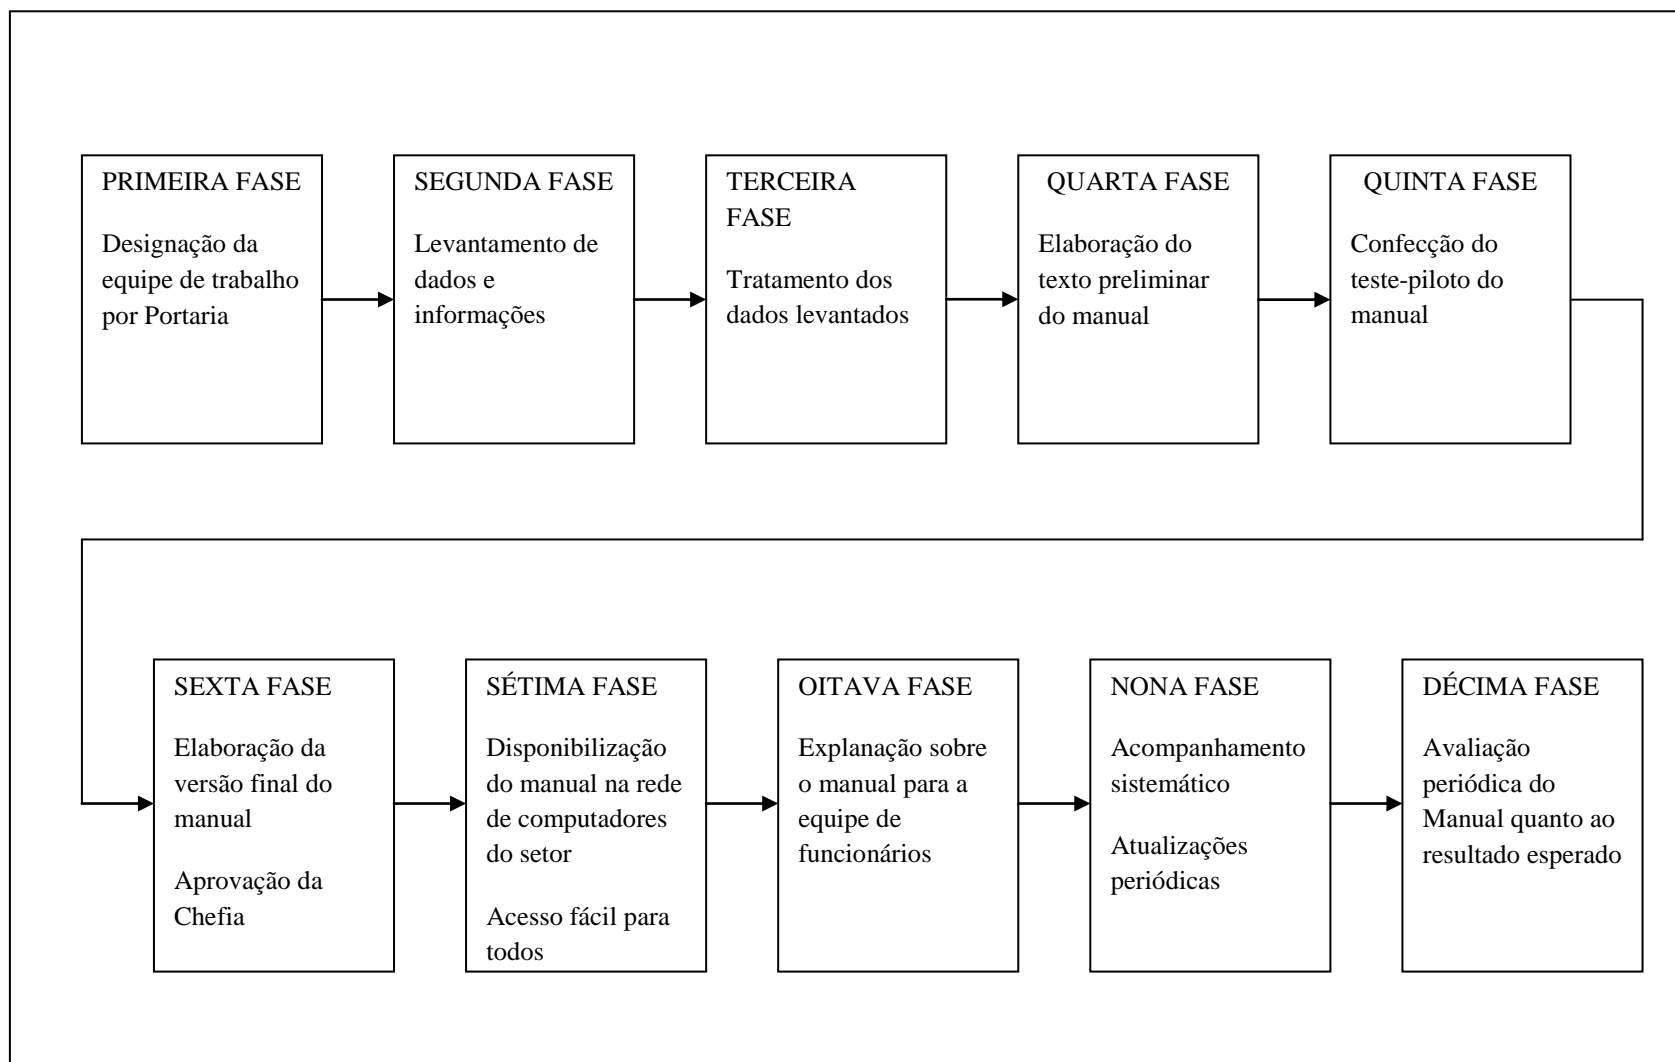 PRIMEIRA FASE
Designação da
equipe de trabalho
por Portaria
SEGUNDA FASE
Levantamento de
dados e
informações
TERCEIRA
FASE
Tratamento dos
dados levantados
QUARTA FASE
Elaboração do
texto preliminar
do manual
QUINTA FASE
Confecção do
teste-piloto do
manual
SEXTA FASE
Elaboração da
versão final do
manual
Aprovação da
Chefia
SÉTIMA FASE
Disponibilização
do manual na rede
de computadores
do setor
Acesso fácil para
todos
OITAVA FASE
Explanação sobre
o manual para a
equipe de
funcionários
NONA FASE
Acompanhamento
sistemático
Atualizações
periódicas
DÉCIMA FASE
Avaliação
periódica do
Manual quanto ao
resultado esperado